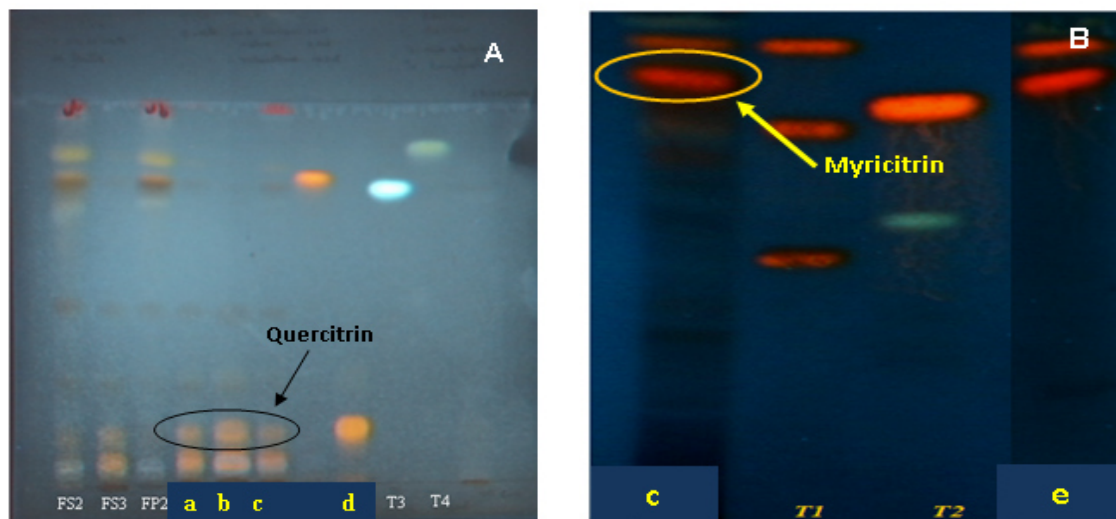 A
Quercitrin
FS2 FS3 FP2 a b c d T3 T4
B
Myricitrin
c T1 T2 e